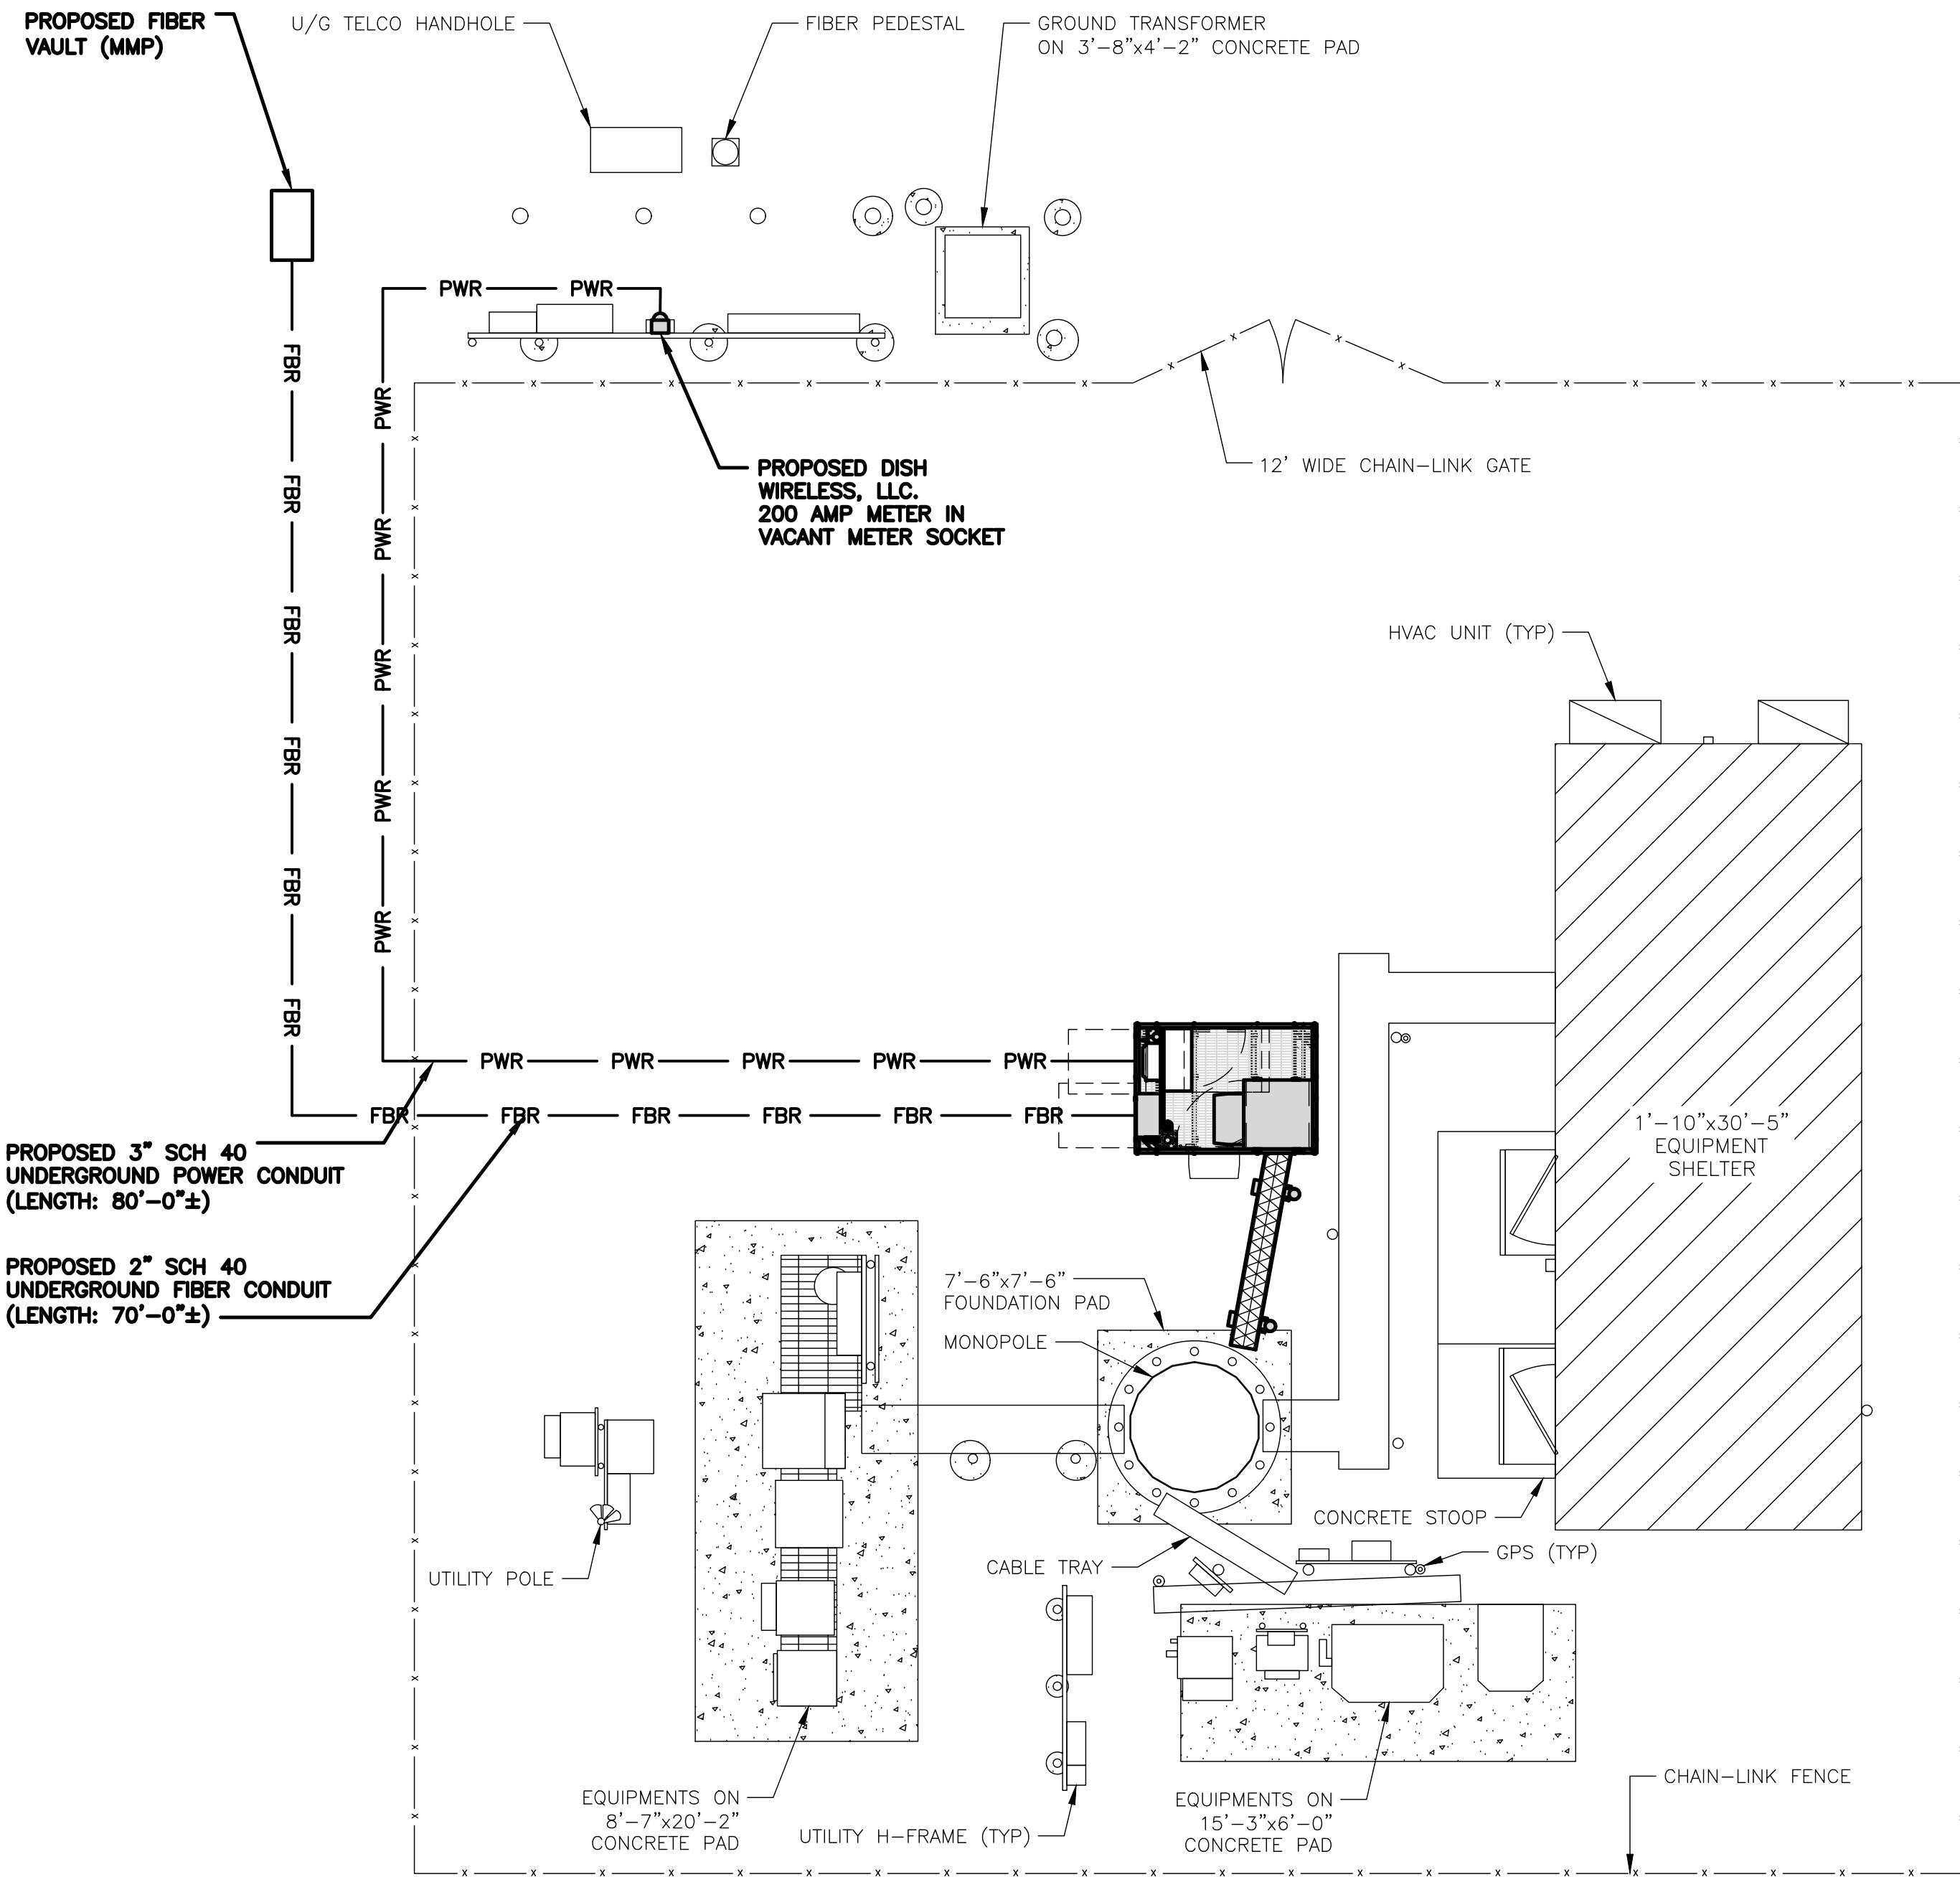 PROPOSED FIBER
VAULT (MMP)
U/G TELCO HANDHOLE
FIBER PEDESTAL
GROUND TRANSFORMER
ON 3'-8"x4'-2" CONCRETE PAD
PWR PWR
FBR
FBR
FBR
FBR
FBR
FBR
PWR
PWR
PWR
PWR
PWR
12' WIDE CHAIN-LINK GATE
PROPOSED DISH
WIRELESS, LLC.
200 AMP METER IN
VACANT METER SOCKET
HVAC UNIT (TYP)
PWR PWR PWR PWR PWR
FBR FBR FBR FBR FBR FBR
PROPOSED 3" SCH 40
UNDERGROUND POWER CONDUIT
(LENGTH: 80'-0"±)
1'-10"x30'-5"
EQUIPMENT
SHELTER
PROPOSED 2" SCH 40
UNDERGROUND FIBER CONDUIT
(LENGTH: 70'-0"±)
7'-6"x7'-6"
FOUNDATION PAD
MONOPOLE
CONCRETE STOOP
GPS (TYP)
CABLE TRAY
UTILITY POLE
EQUIPMENTS ON
8'-7"x20'-2"
CONCRETE PAD
UTILITY H-FRAME (TYP)
EQUIPMENTS ON
15'-3"x6'-0"
CONCRETE PAD
CHAIN-LINK FENCE